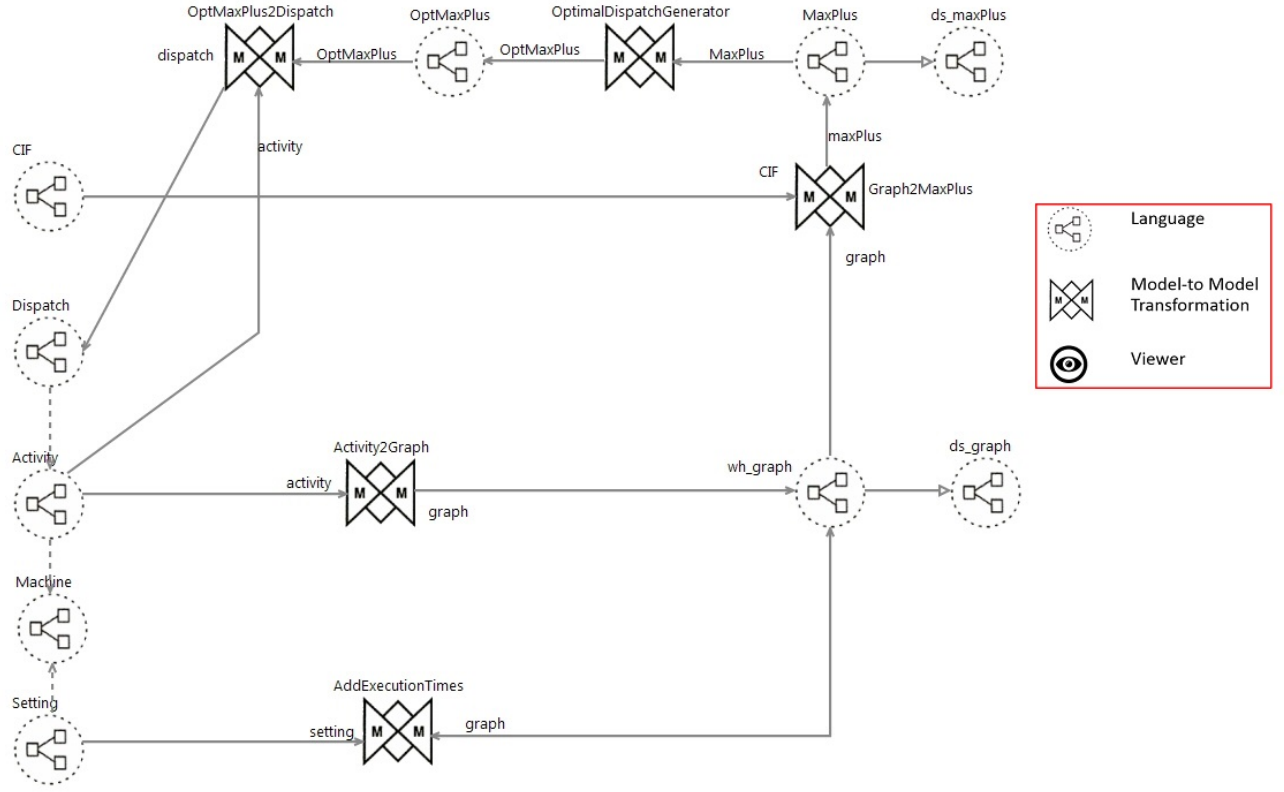 OptMaxPlus2Dispatch
OptMaxPlus
OptimalDispatchGenerator
MaxPlus
ds_maxPlus
dispatch
M M
OptMaxPlus
OptMaxPlus
M M
MaxPlus
activity
maxPlus
CIF
CIF
M M
Graph2MaxPlus
Language
graph
Model-to Model
Transformation
M M
Dispatch
Viewer
Activity
Activity2Graph
wh_graph
ds_graph
activity
M M
graph
Machine
AddExecutionTimes
Setting
setting
M M
graph